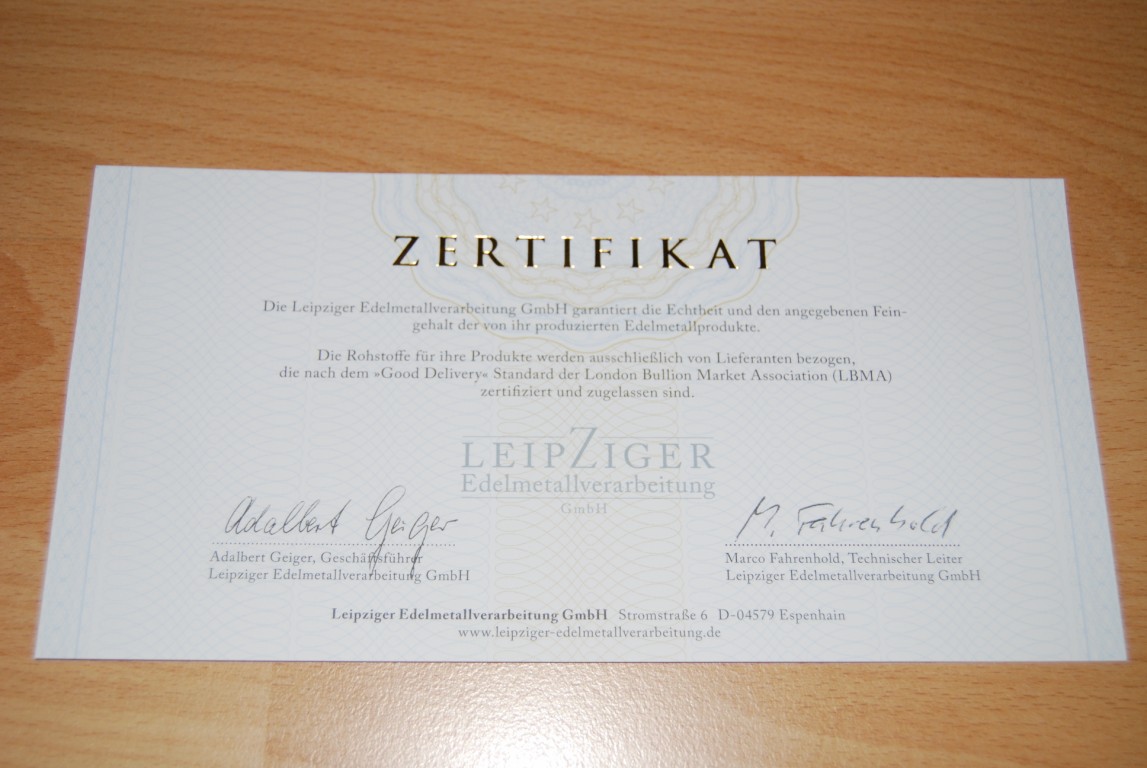 ZERTIFIKAT
Die Leipziger Edelmetallverarbeitung GmbH garantiert die Echtheit und den angegebenen Fein-
gehalt der von ihr produzierten Edelmetallprodukte.
Die Rohstoffe für ihre Produkte werden ausschließlich von Lieferanten bezogen,
die nach dem »Good Delivery« Standard der London Bullion Market Association (LBMA)
zertifiziert und zugelassen sind.
LEIPZIGER
Edelmetallverarbeitung
GmbH
Adalbert Geiger
Adalbert Geiger, Geschäftsführer
Leipziger Edelmetallverarbeitung GmbH
M. Fahrenhold
Marco Fahrenhold, Technischer Leiter
Leipziger Edelmetallverarbeitung GmbH
Leipziger Edelmetallverarbeitung GmbH Stromstraße 6 D-04579 Espenhain
www.leipziger-edelmetallverarbeitung.de